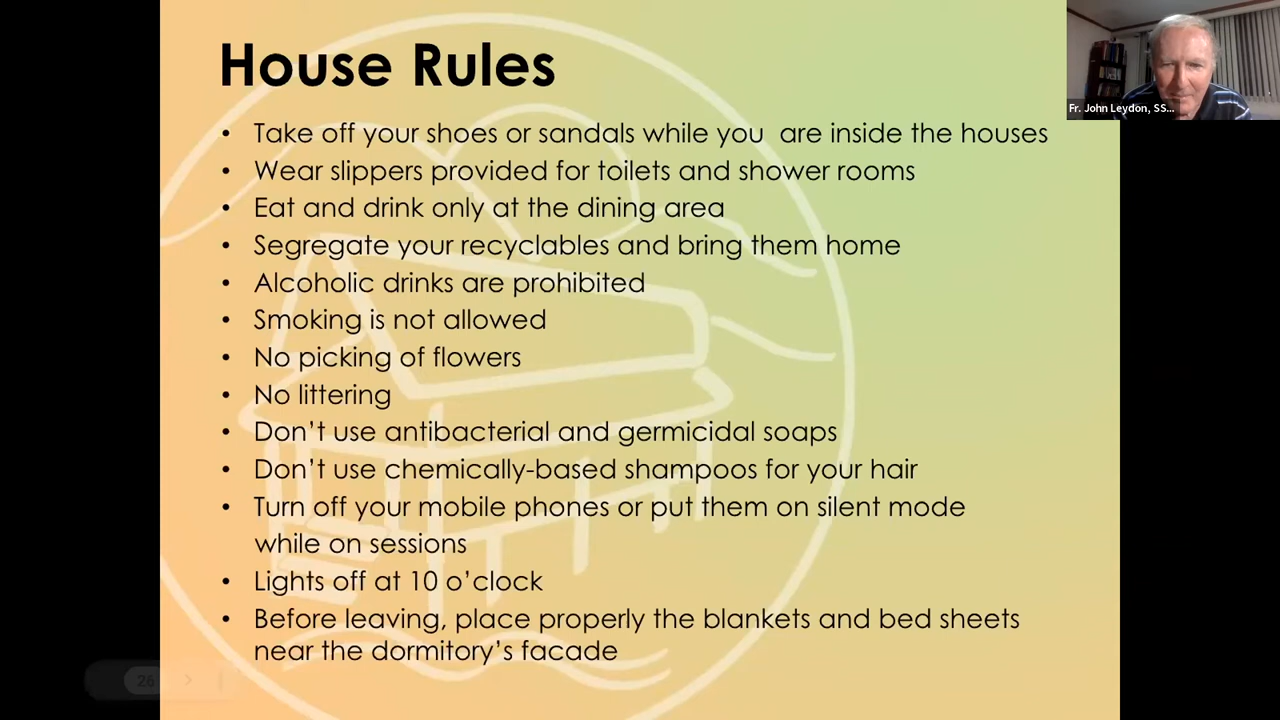 House Rules
• Take off your shoes or sandals while you  are inside the houses
• Wear slippers provided for toilets and shower rooms
• Eat and drink only at the dining area
• Segregate your recyclables and bring them home
• Alcoholic drinks are prohibited
• Smoking is not allowed
• No picking of flowers
• No littering
• Don’t use antibacterial and germicidal soaps
• Don’t use chemically-based shampoos for your hair
• Turn off your mobile phones or put them on silent mode
while on sessions
• Lights off at 10 o’clock
• Before leaving, place properly the blankets and bed sheets
near the dormitory’s facade
Fr. John Leydon, SS...
26